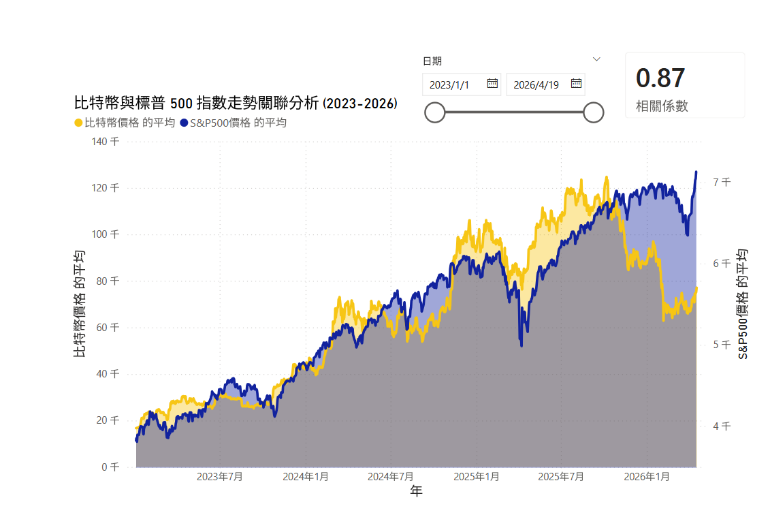 日期
2023/1/1 2026/4/19
0.87
相關係數
比特幣與標普 500 指數走勢關聯分析 (2023-2026)
比特幣價格 的平均 S&P500價格 的平均
140 千
120 千
100 千
80 千
60 千
40 千
20 千
0 千
比特幣價格 的平均
7 千
6 千
5 千
4 千
S&P500價格 的平均
2023年7月 2024年1月 2024年7月 2025年1月 2025年7月 2026年1月
年